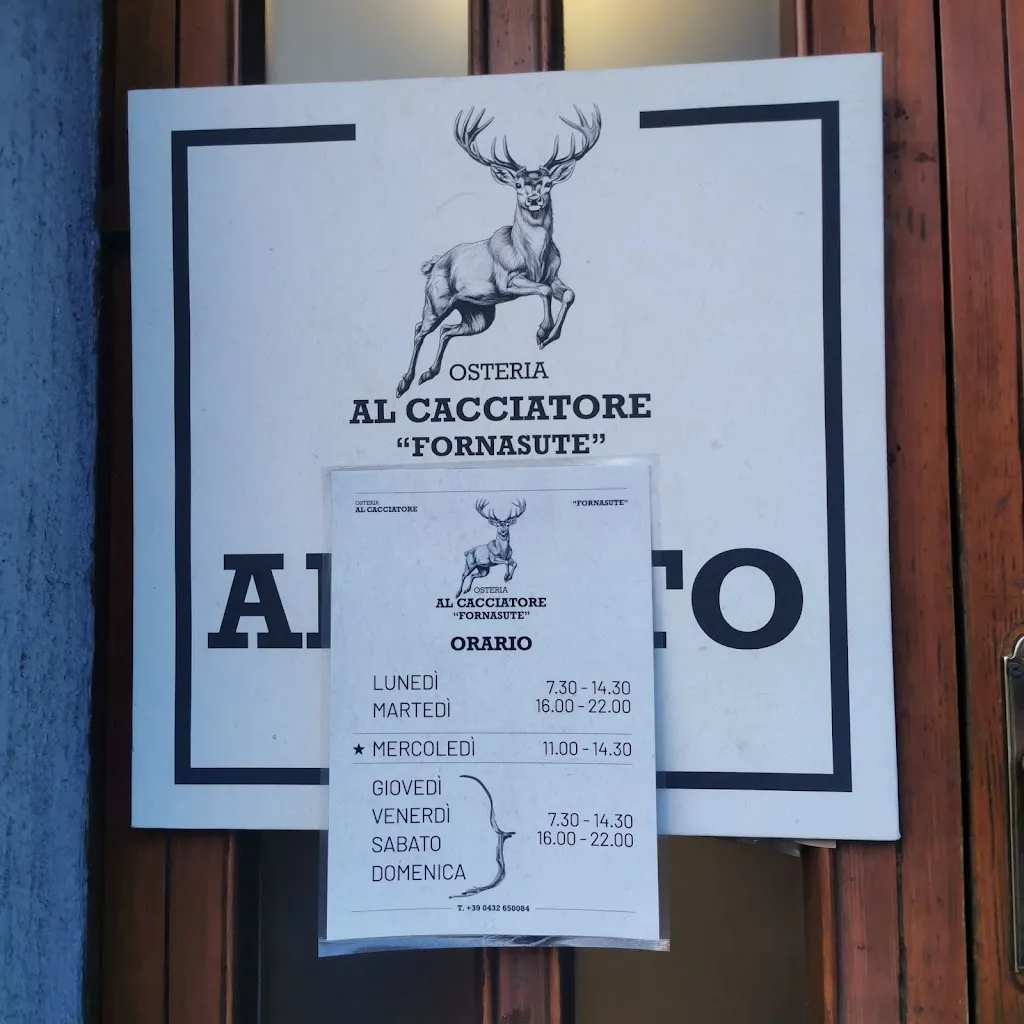 OSTERIA
AL CACCIATORE
“FORNASUTE”
OSTERIA
AL CACCIATORE
“FORNASUTE”
OSTERIA
AL CACCIATORE
“FORNASUTE”
ORARIO
LUNEDÌ
MARTEDÌ
7.30 - 14.30
16.00 - 22.00
★ MERCOLEDÌ 11.00 - 14.30
GIOVEDÌ
VENERDÌ
SABATO
DOMENICA
7.30 - 14.30
16.00 - 22.00
T. +39 0432 650084